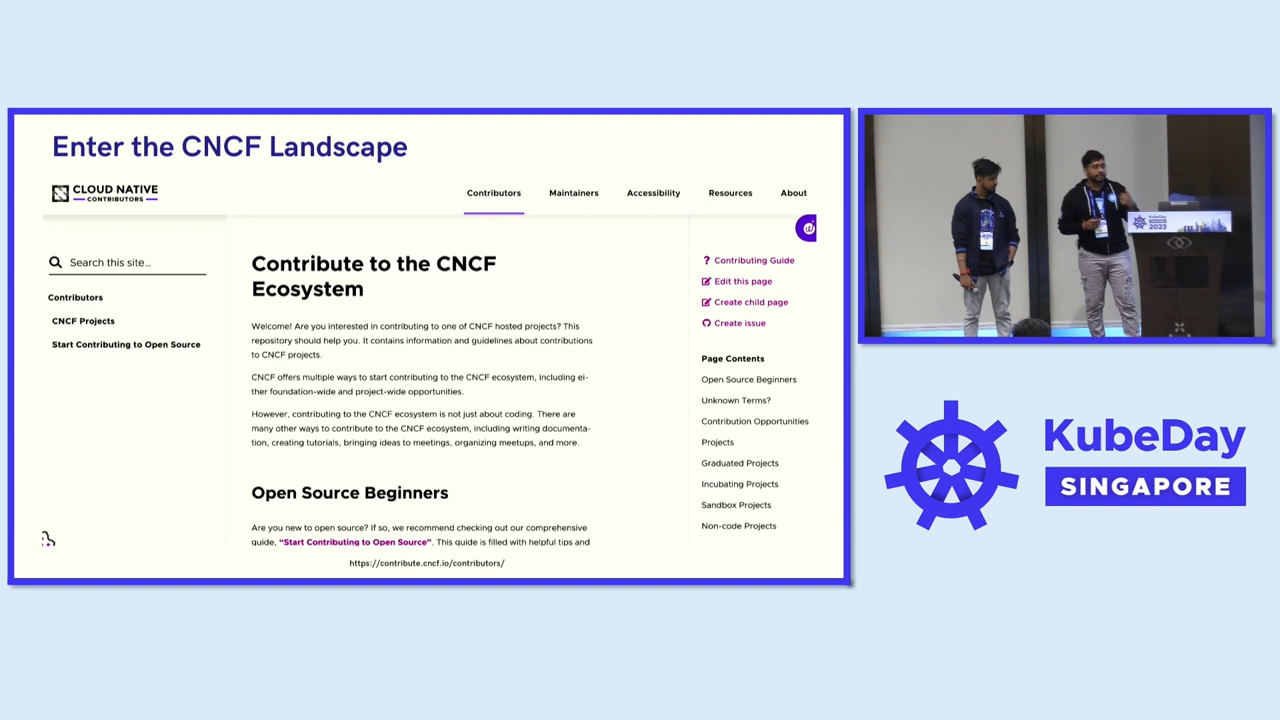 Enter the CNCF Landscape
CLOUD NATIVE
CONTRIBUTORS
Contributors
Maintainers
Accessibility
Resources
About
Search this site...
Contributors
CNCF Projects
Start Contributing to Open Source
Contribute to the CNCF
Ecosystem
Welcome! Are you interested in contributing to one of CNCF hosted projects? This
repository should help you. It contains information and guidelines about contributions
to CNCF projects.
CNCF offers multiple ways to start contributing to the CNCF ecosystem, including ei-
ther foundation-wide and project-wide opportunities.
However, contributing to the CNCF ecosystem is not just about coding. There are
many other ways to contribute to the CNCF ecosystem, including writing documenta-
tion, creating tutorials, bringing ideas to meetings, organizing meetups, and more.
Open Source Beginners
Are you new to open source? If so, we recommend checking out our comprehensive
guide, “Start Contributing to Open Source”. This guide is filled with helpful tips and
Contributing Guide
Edit this page
Create child page
Create issue
Page Contents
Open Source Beginners
Unknown Terms?
Contribution Opportunities
Projects
Graduated Projects
Incubating Projects
Sandbox Projects
Non-code Projects
https://contribute.cncf.io/contributors/
KubeDay
2023
KubeDay
SINGAPORE